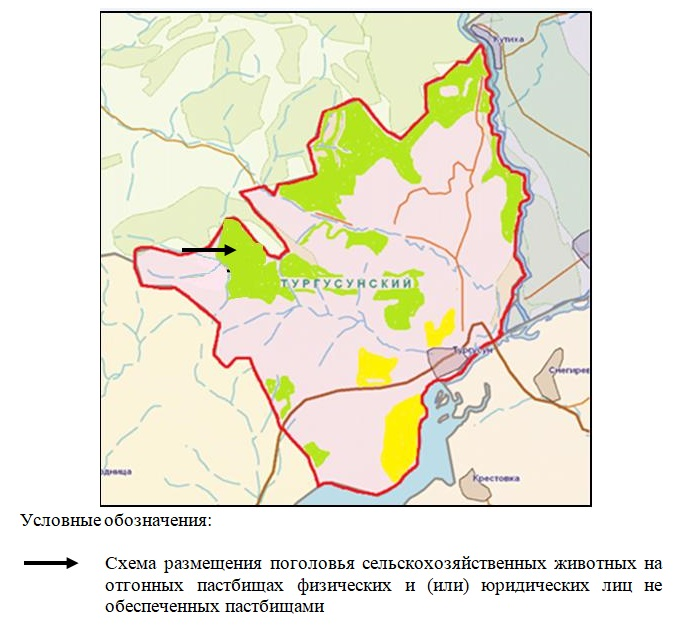 Кутиха
ТУРГУСУНСКИЙ
Тургусун
Снегирев
одница
Крестовка
Условные обозначения:
Схема размещения поголовья сельскохозяйственных животных на
отгонных пастбищах физических и (или) юридических лиц не
обеспеченных пастбищами